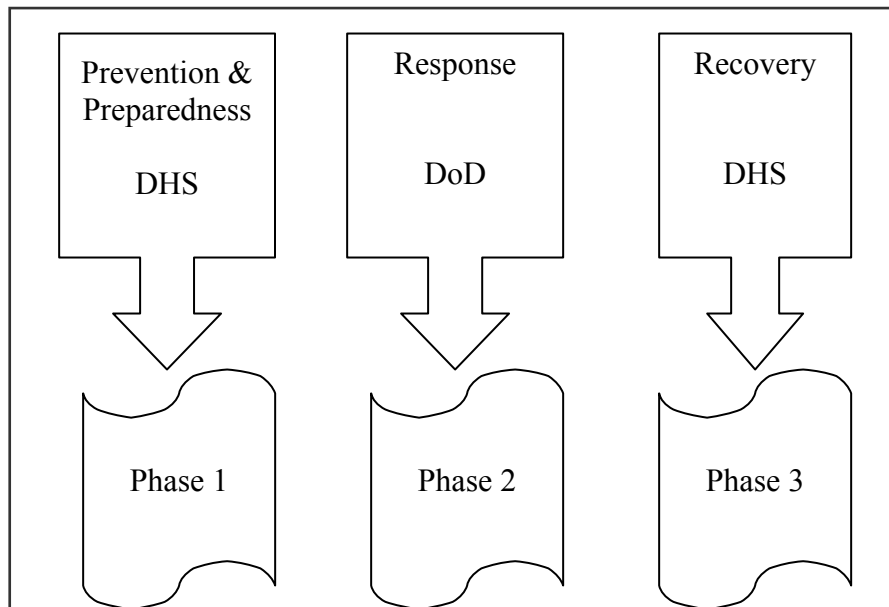 Prevention &
Preparedness
DHS
Response
DoD
Recovery
DHS
Phase 1
Phase 2
Phase 3